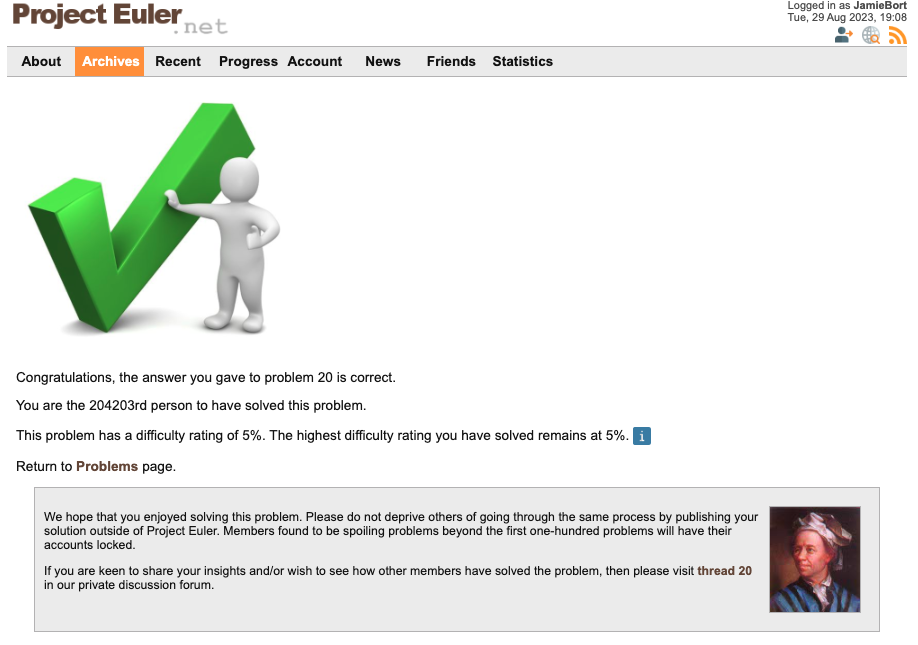 Project Euler
.net
Logged in as JamieBort
Tue, 29 Aug 2023, 19:08
About Archives Recent Progress Account News Friends Statistics
Congratulations, the answer you gave to problem 20 is correct.
You are the 204203rd person to have solved this problem.
This problem has a difficulty rating of 5%. The highest difficulty rating you have solved remains at 5%. i
Return to Problems page.
We hope that you enjoyed solving this problem. Please do not deprive others of going through the same process by publishing your
solution outside of Project Euler. Members found to be spoiling problems beyond the first one-hundred problems will have their
accounts locked.
If you are keen to share your insights and/or wish to see how other members have solved the problem, then please visit thread 20
in our private discussion forum.